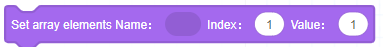 Set array elements Name： Index： 1 Value： 1